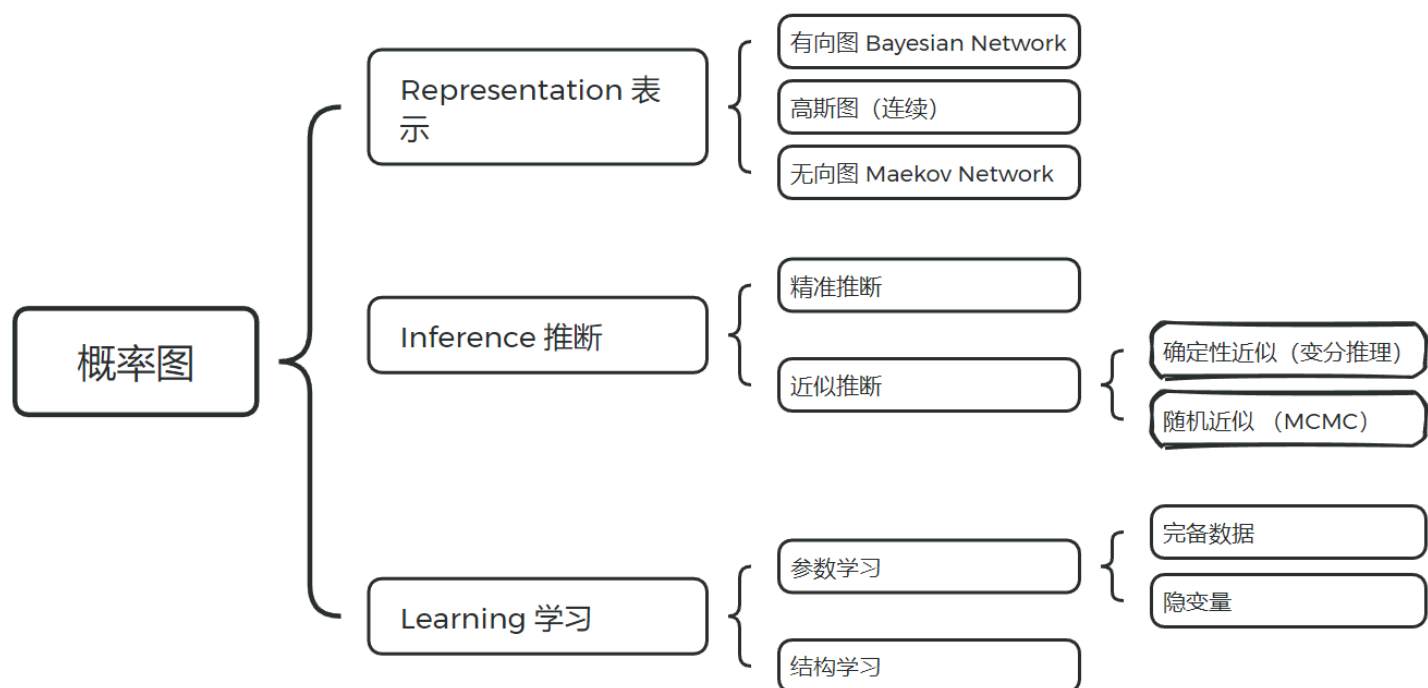 概率图
Representation 表
示
有向图 Bayesian Network
高斯图（连续）
无向图 Maekov Network
Inference 推断
精准推断
近似推断
确定性近似（变分推理）
随机近似 （MCMC）
Learning 学习
参数学习
完备数据
隐变量
结构学习